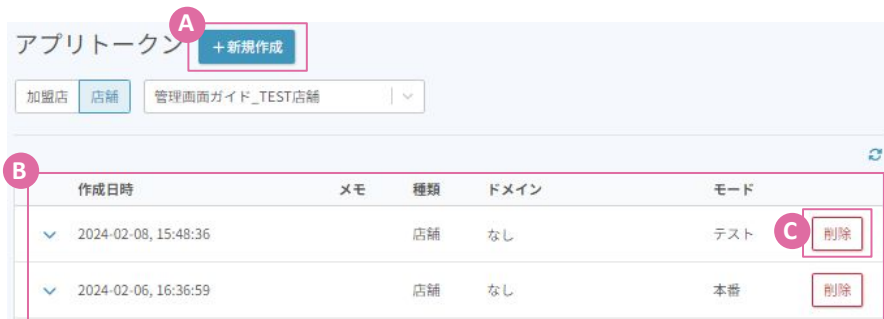 A
アプリトークン +新規作成
加盟店 店舗 管理画面ガイド_TEST店舗
B
作成日時 メモ 種類 ドメイン モード
2024-02-08, 15:48:36 店舗 なし テスト C 削除
2024-02-06, 16:36:59 店舗 なし 本番 削除